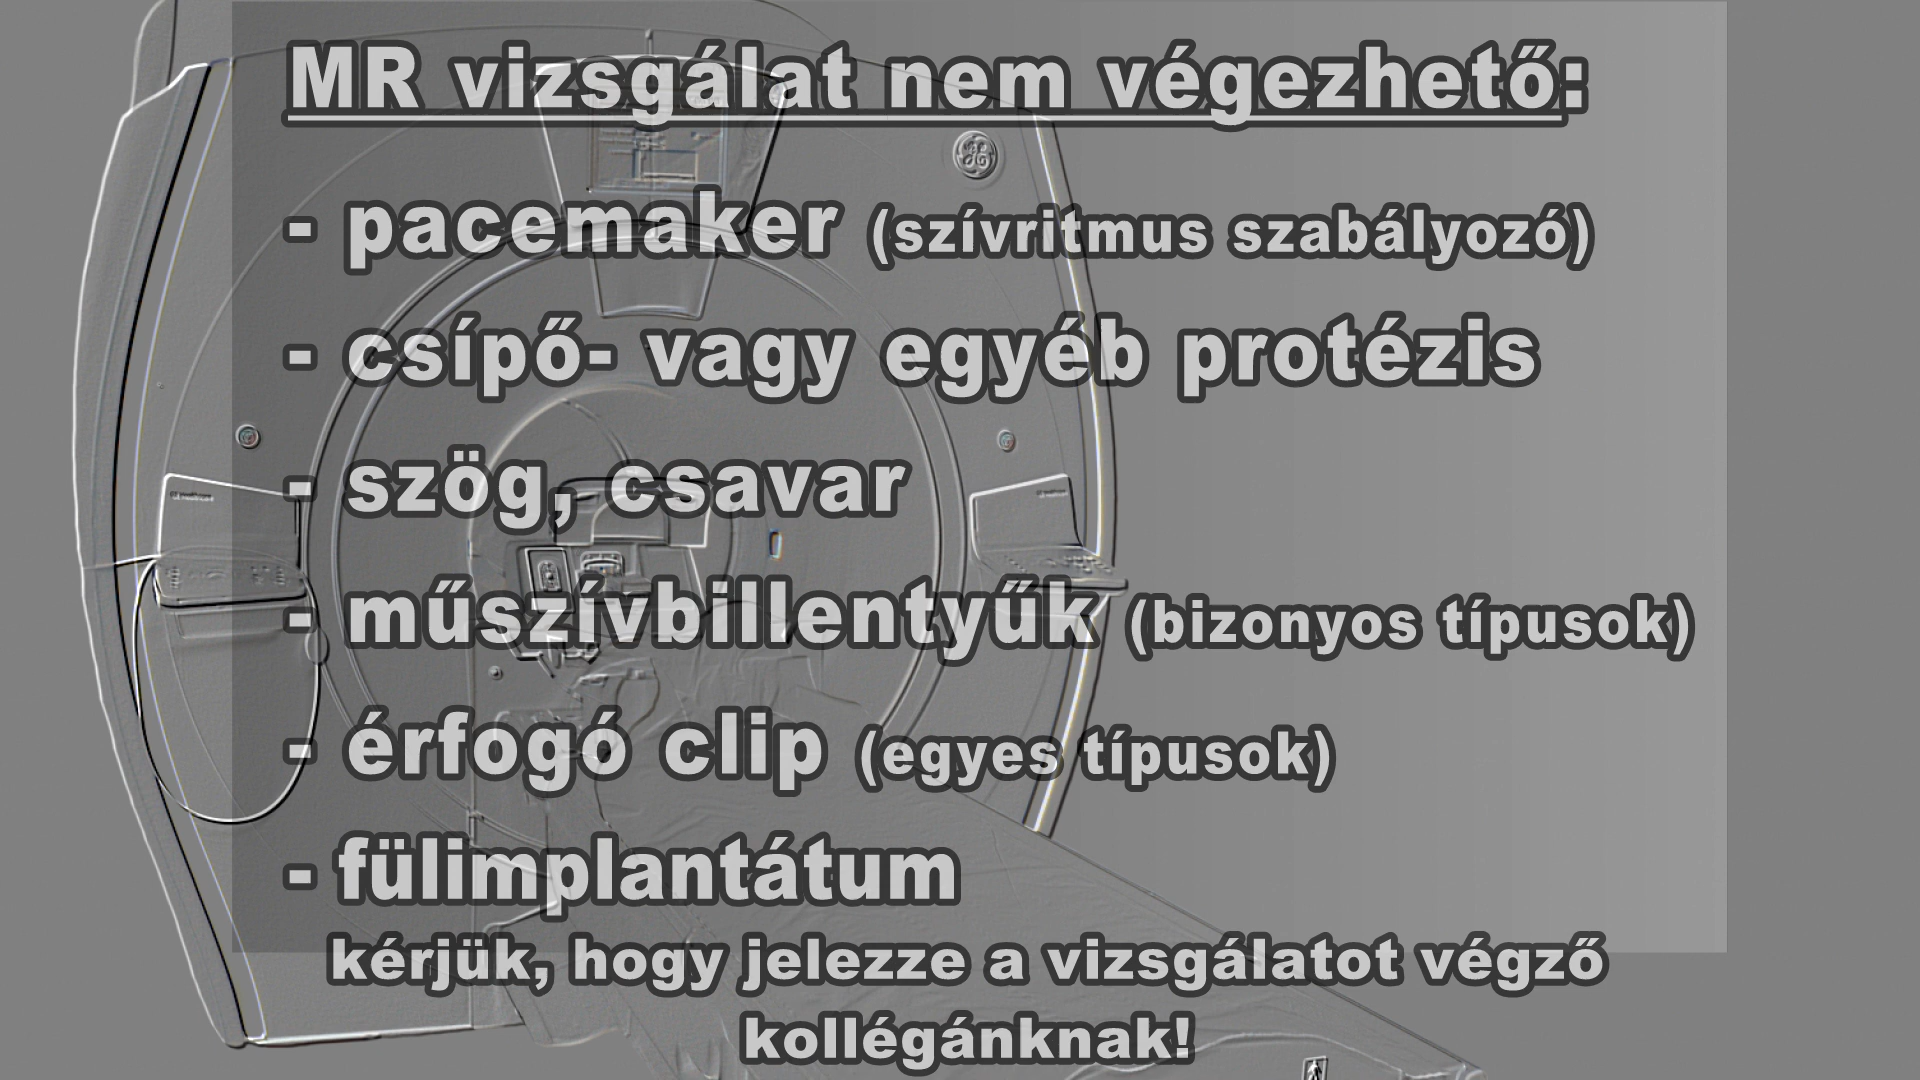 MR vizsgálat nem végezhető:
- pacemaker (szívritmus szabályozó)
- csípő- vagy egyéb protézis
- szög, csavar
- műszívbillentyűk (bizonyos típusok)
- érfogó clip (egyes típusok)
- fülimplantátum
kérjük, hogy jelezze a vizsgálatot végző
kollégánknak!